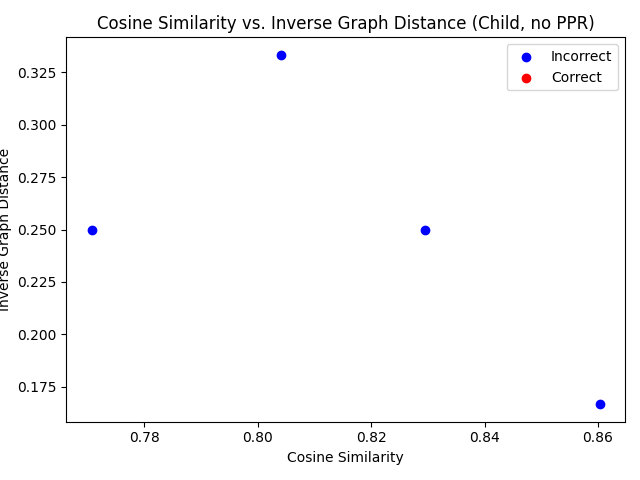 Cosine Similarity vs. Inverse Graph Distance (Child, no PPR)
Incorrect
Correct
0.325
0.300
0.275
0.250
0.225
0.200
0.175
Inverse Graph Distance
0.78 0.80 0.82 0.84 0.86
Cosine Similarity